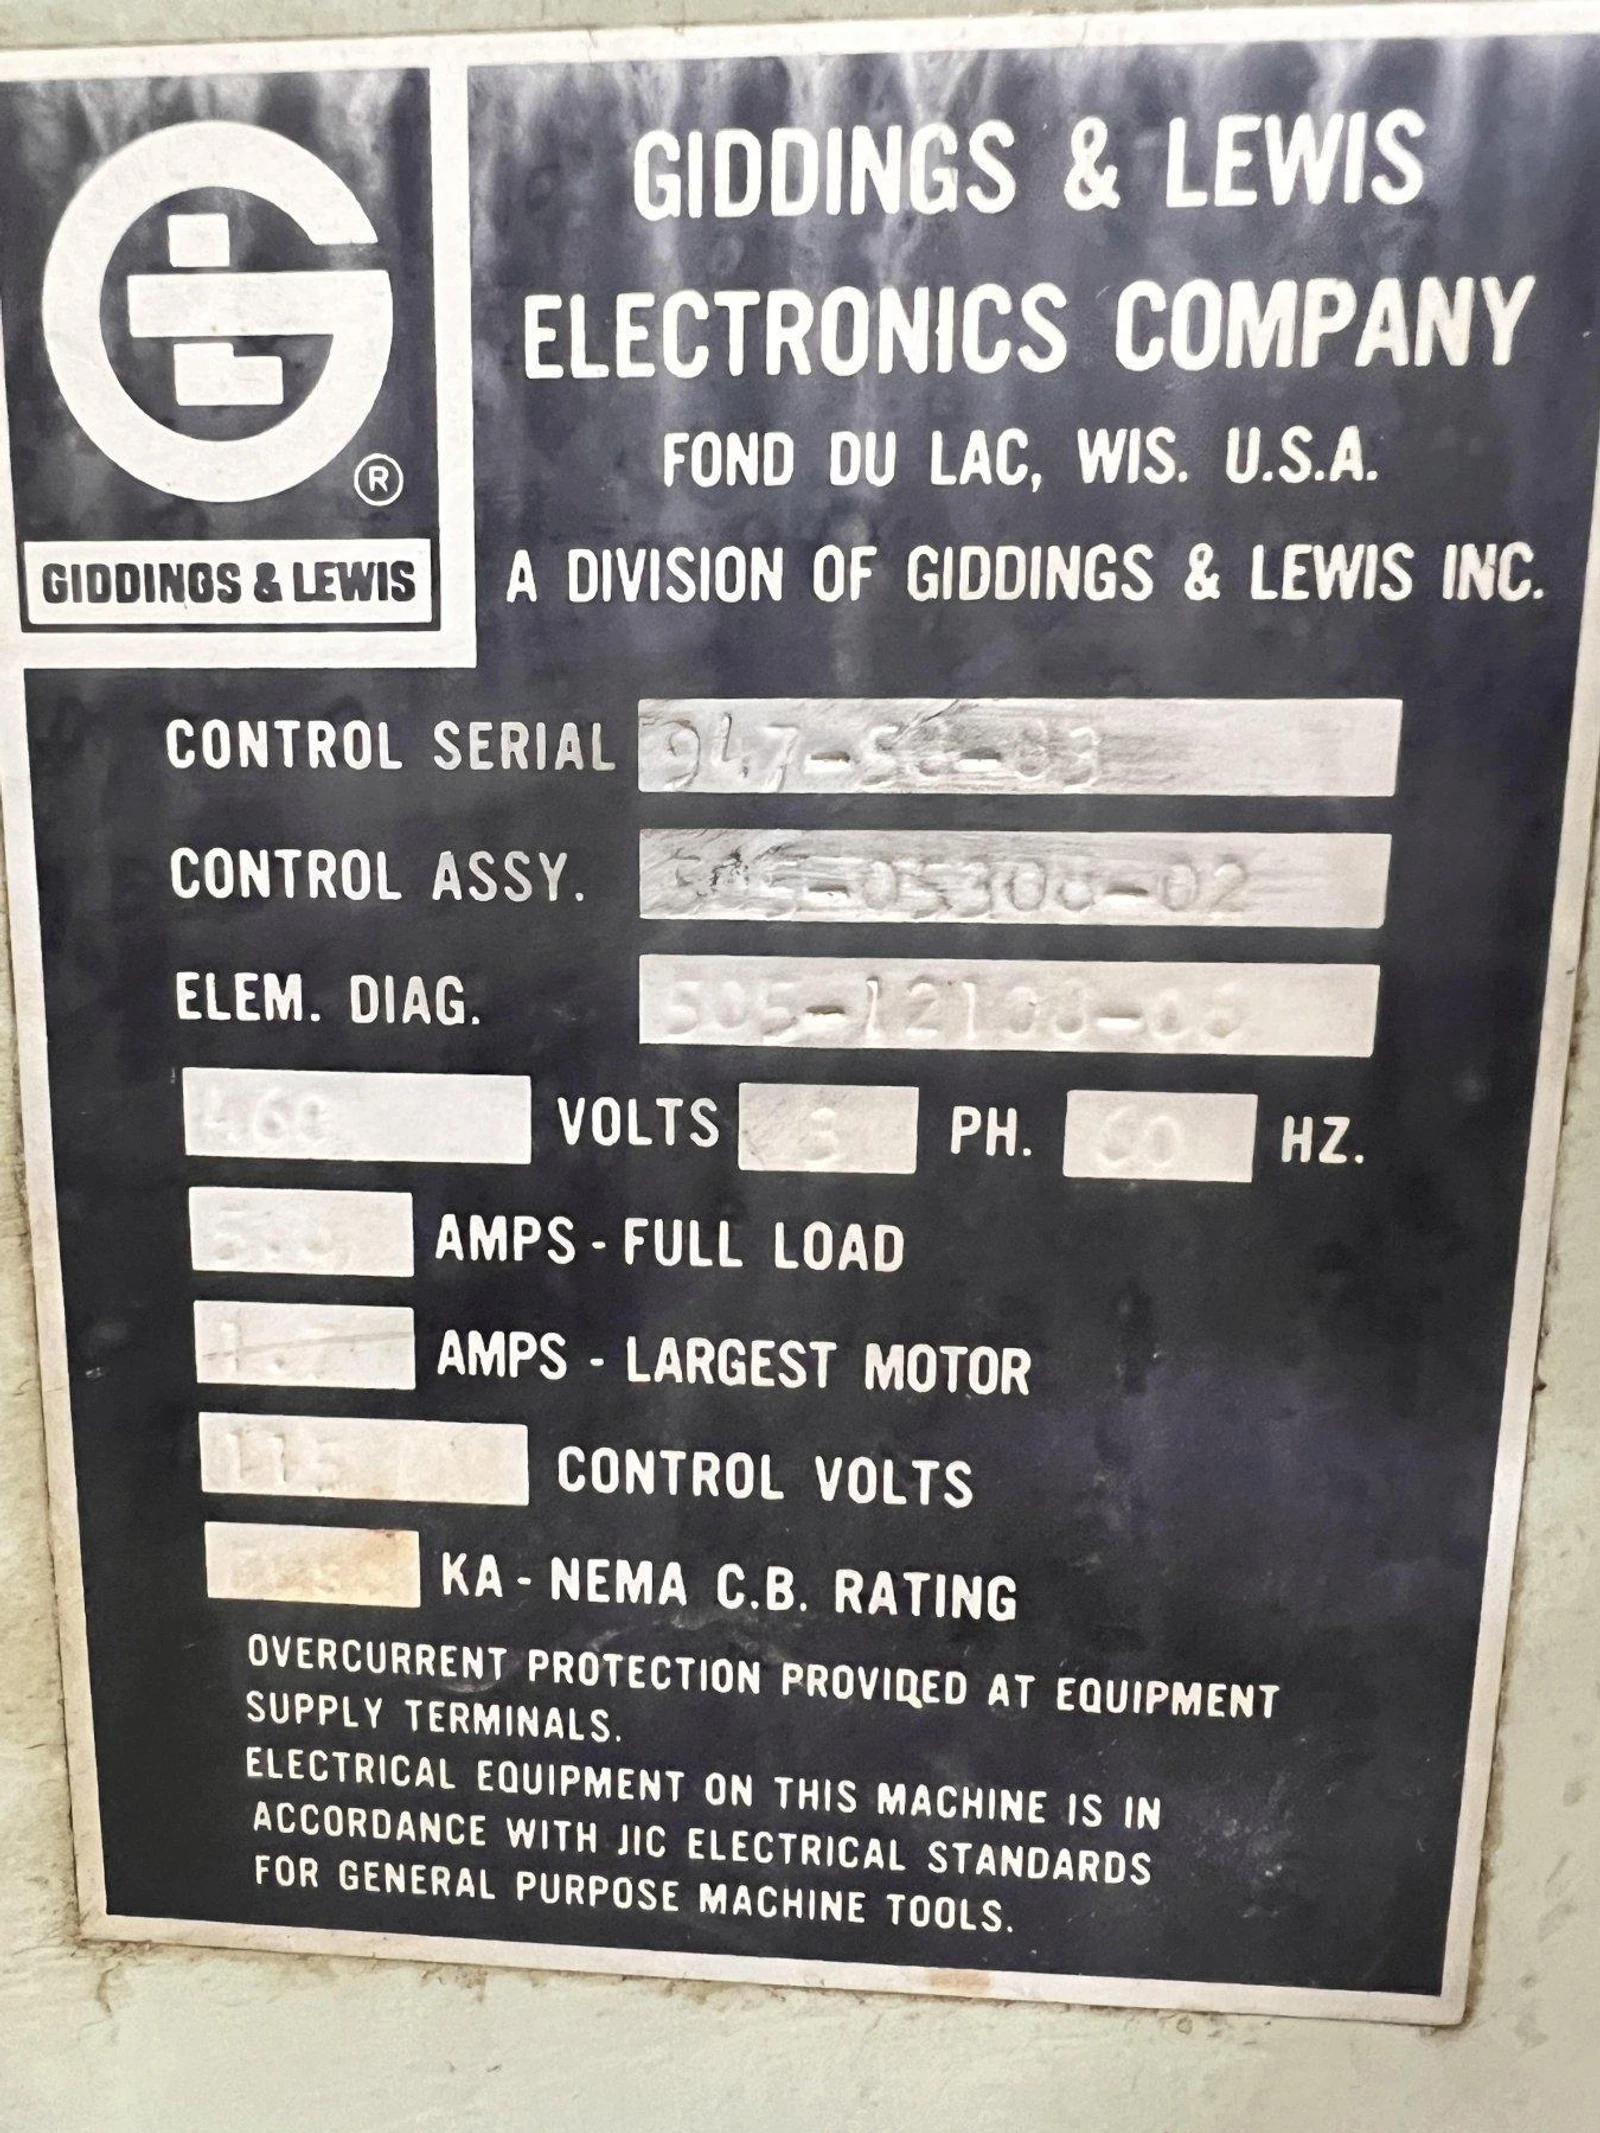 GIDDINGS & LEWIS
ELECTRONICS COMPANY
FOND DU LAC, WIS. U.S.A.
A DIVISION OF GIDDINGS & LEWIS INC.
®
GIDDINGS & LEWIS
CONTROL SERIAL
CONTROL ASSY.
ELEM. DIAG.
460 VOLTS 3 PH. 60 HZ.
AMPS - FULL LOAD
AMPS - LARGEST MOTOR
115 CONTROL VOLTS
KA - NEMA C.B. RATING
OVERCURRENT PROTECTION PROVIDED AT EQUIPMENT
SUPPLY TERMINALS.
ELECTRICAL EQUIPMENT ON THIS MACHINE IS IN
ACCORDANCE WITH JIC ELECTRICAL STANDARDS
FOR GENERAL PURPOSE MACHINE TOOLS.